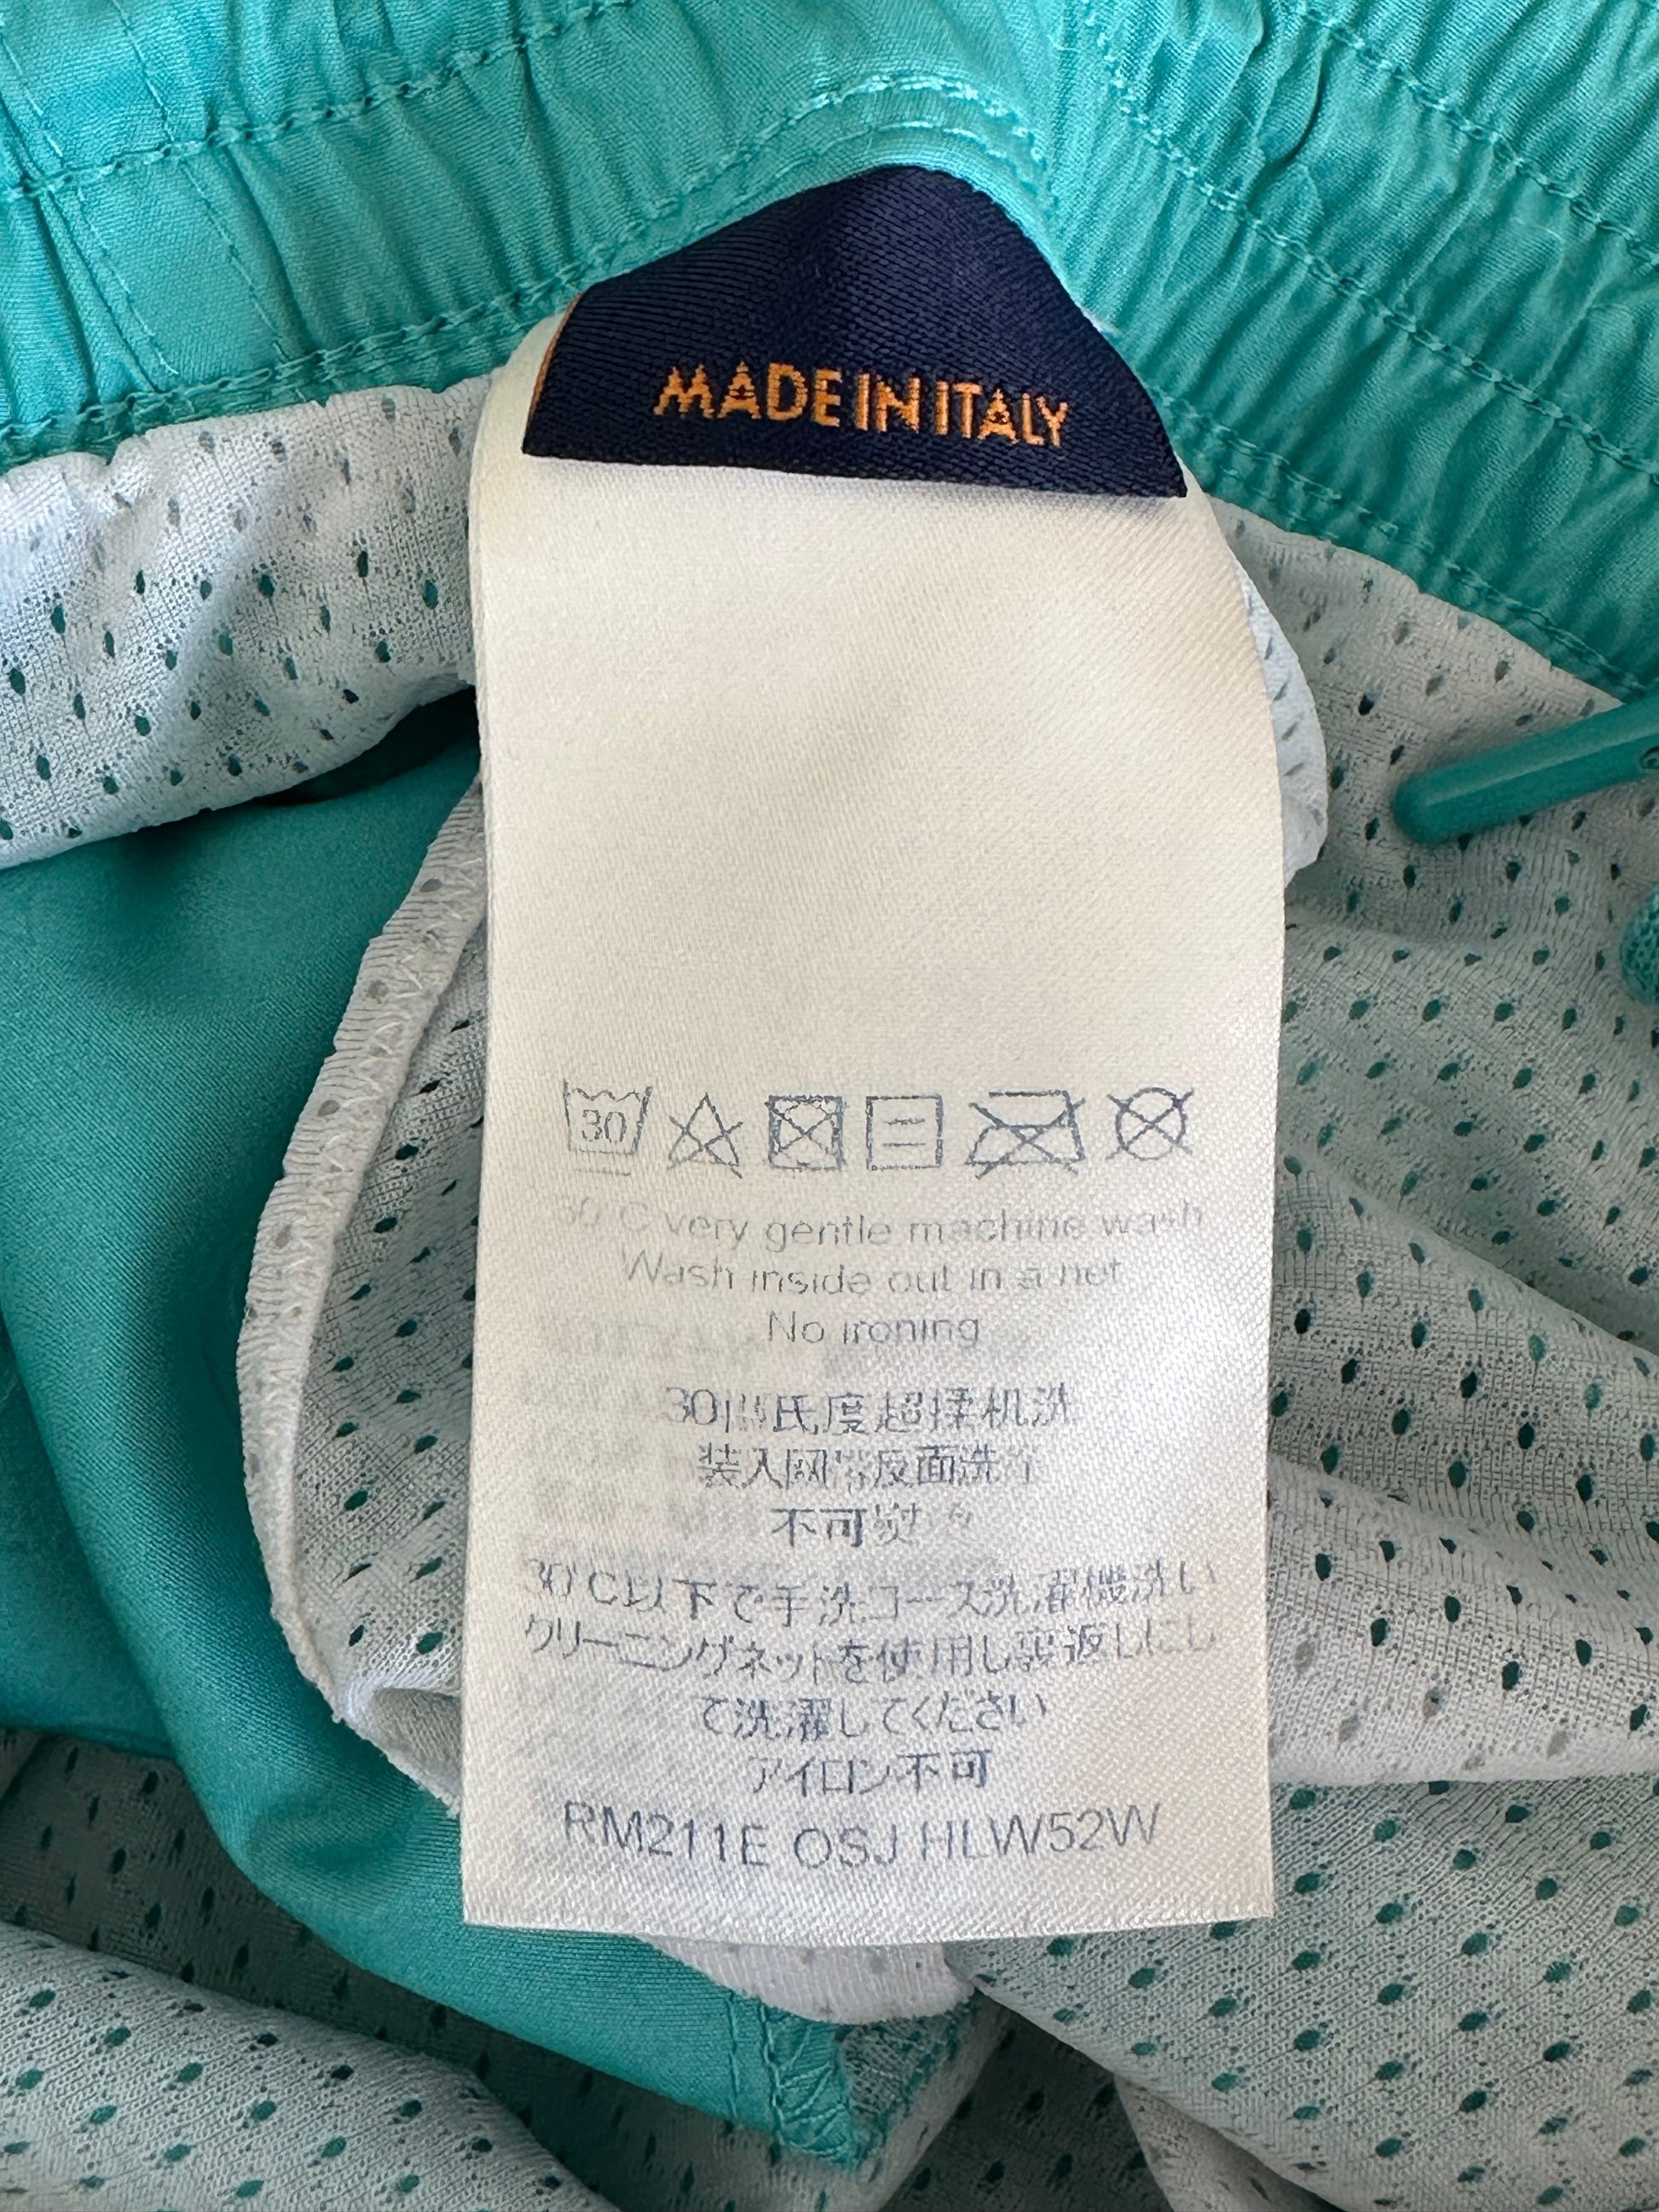 MADE IN ITALY
30
30°C very gentle machine wash
Wash inside out in a net
No ironing
30摄氏度超柔机洗
装入网袋反面洗涤
不可熨烫
30°C以下で手洗コース洗濯機洗い
クリーニングネットを使用し裏返しにし
て洗濯してください
アイロン不可
RM211E OSJ HLW52W